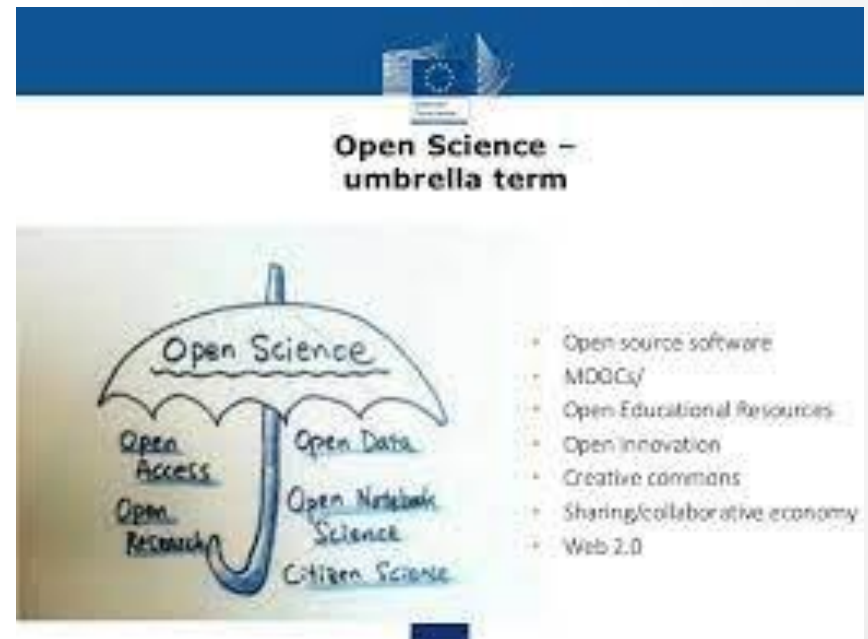 Open Science –
umbrella term
Open Science
Open
Access
Open
Research
Open Data
Open Notebook
Science
Citizen Science
Open source software
MOOCs/
Open Educational Resources
Open Innovation
Creative commons
Sharing/collaborative economy
Web 2.0